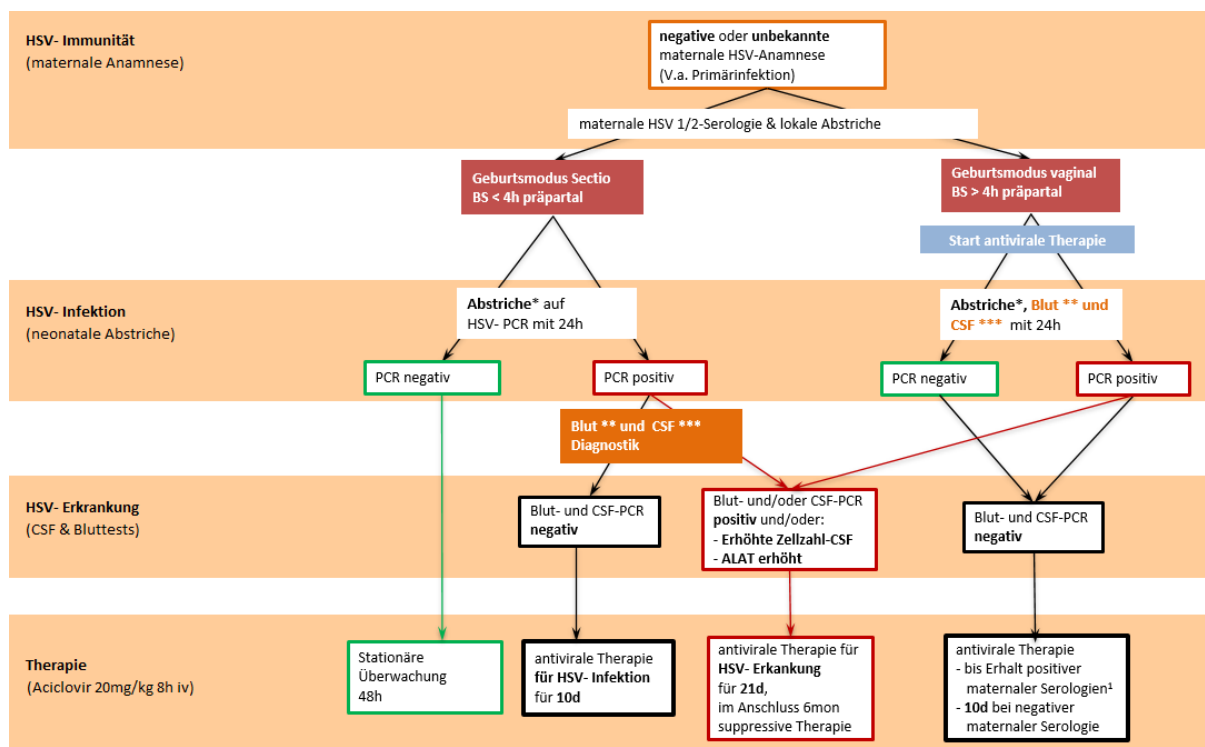 HSV- Immunität
(maternale Anamnese)
negative oder unbekannte
maternale HSV-Anamnese
(V.a. Primärinfektion)
maternale HSV 1/2-Serologie & lokale Abstriche
Geburtsmodus Sectio
BS < 4h präpartal
Geburtsmodus vaginal
BS > 4h präpartal
Start antivirale Therapie
HSV- Infektion
(neonatale Abstriche)
Abstriche* auf
HSV- PCR mit 24h
Abstriche*, Blut ** und
CSF *** mit 24h
PCR negativ
PCR positiv
PCR negativ
PCR positiv
Blut ** und CSF ***
Diagnostik
HSV- Erkrankung
(CSF & Bluttests)
Blut- und CSF-PCR
negativ
Blut- und/oder CSF-PCR
positiv und/oder:
- Erhöhte Zellzahl-CSF
- ALAT erhöht
Blut- und CSF-PCR
negativ
Therapie
(Aciclovir 20mg/kg 8h iv)
Stationäre
Überwachung
48h
antivirale Therapie
für HSV- Infektion
für 10d
antivirale Therapie für
HSV- Erkankung
für 21d,
im Anschluss 6mon
suppressive Therapie
antivirale Therapie
- bis Erhalt positiver
maternaler Serologien¹
- 10d bei negativer
maternaler Serologie